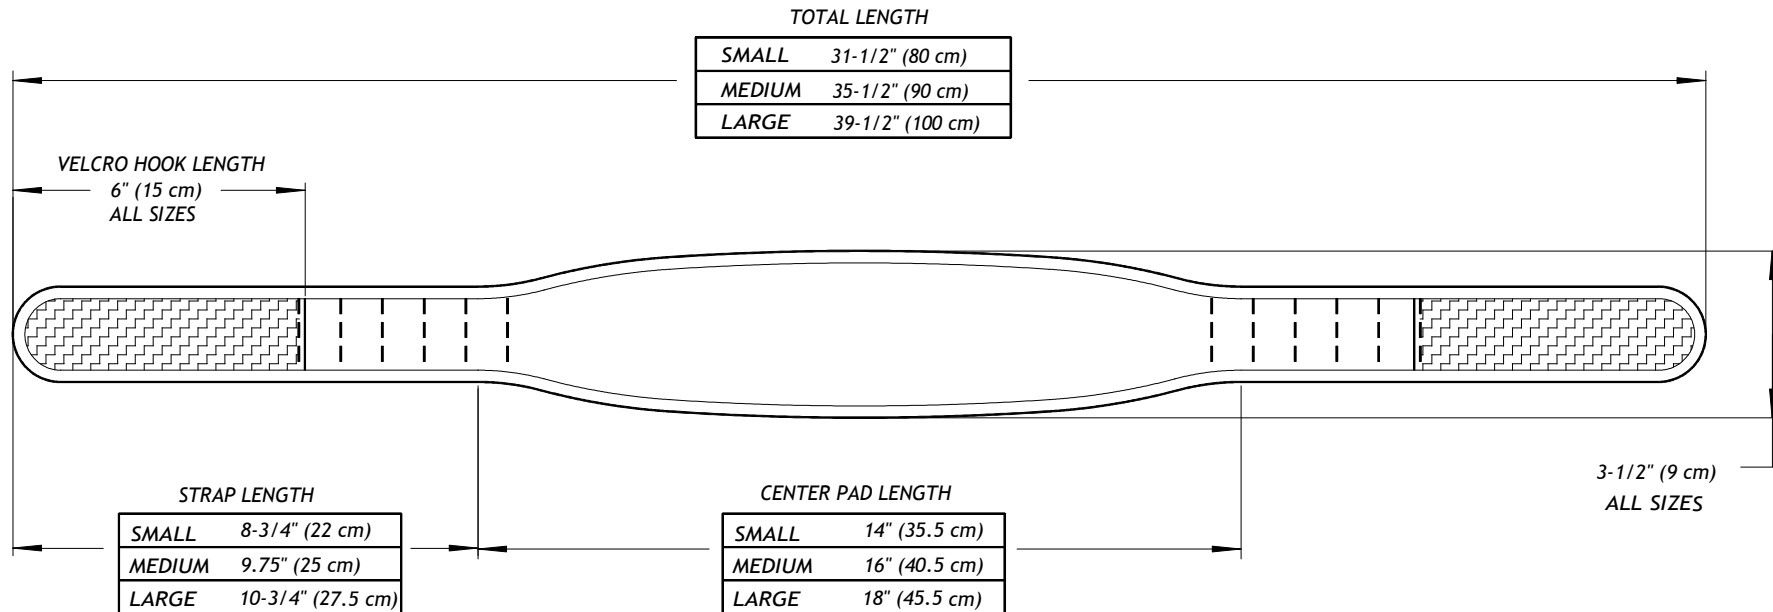 TOTAL LENGTH
SMALL 31-1/2" (80 cm)
MEDIUM 35-1/2" (90 cm)
LARGE 39-1/2" (100 cm)
VELCRO HOOK LENGTH
6" (15 cm)
ALL SIZES
3-1/2" (9 cm)
ALL SIZES
STRAP LENGTH
SMALL 8-3/4" (22 cm)
MEDIUM 9.75" (25 cm)
LARGE 10-3/4" (27.5 cm)
CENTER PAD LENGTH
SMALL 14" (35.5 cm)
MEDIUM 16" (40.5 cm)
LARGE 18" (45.5 cm)